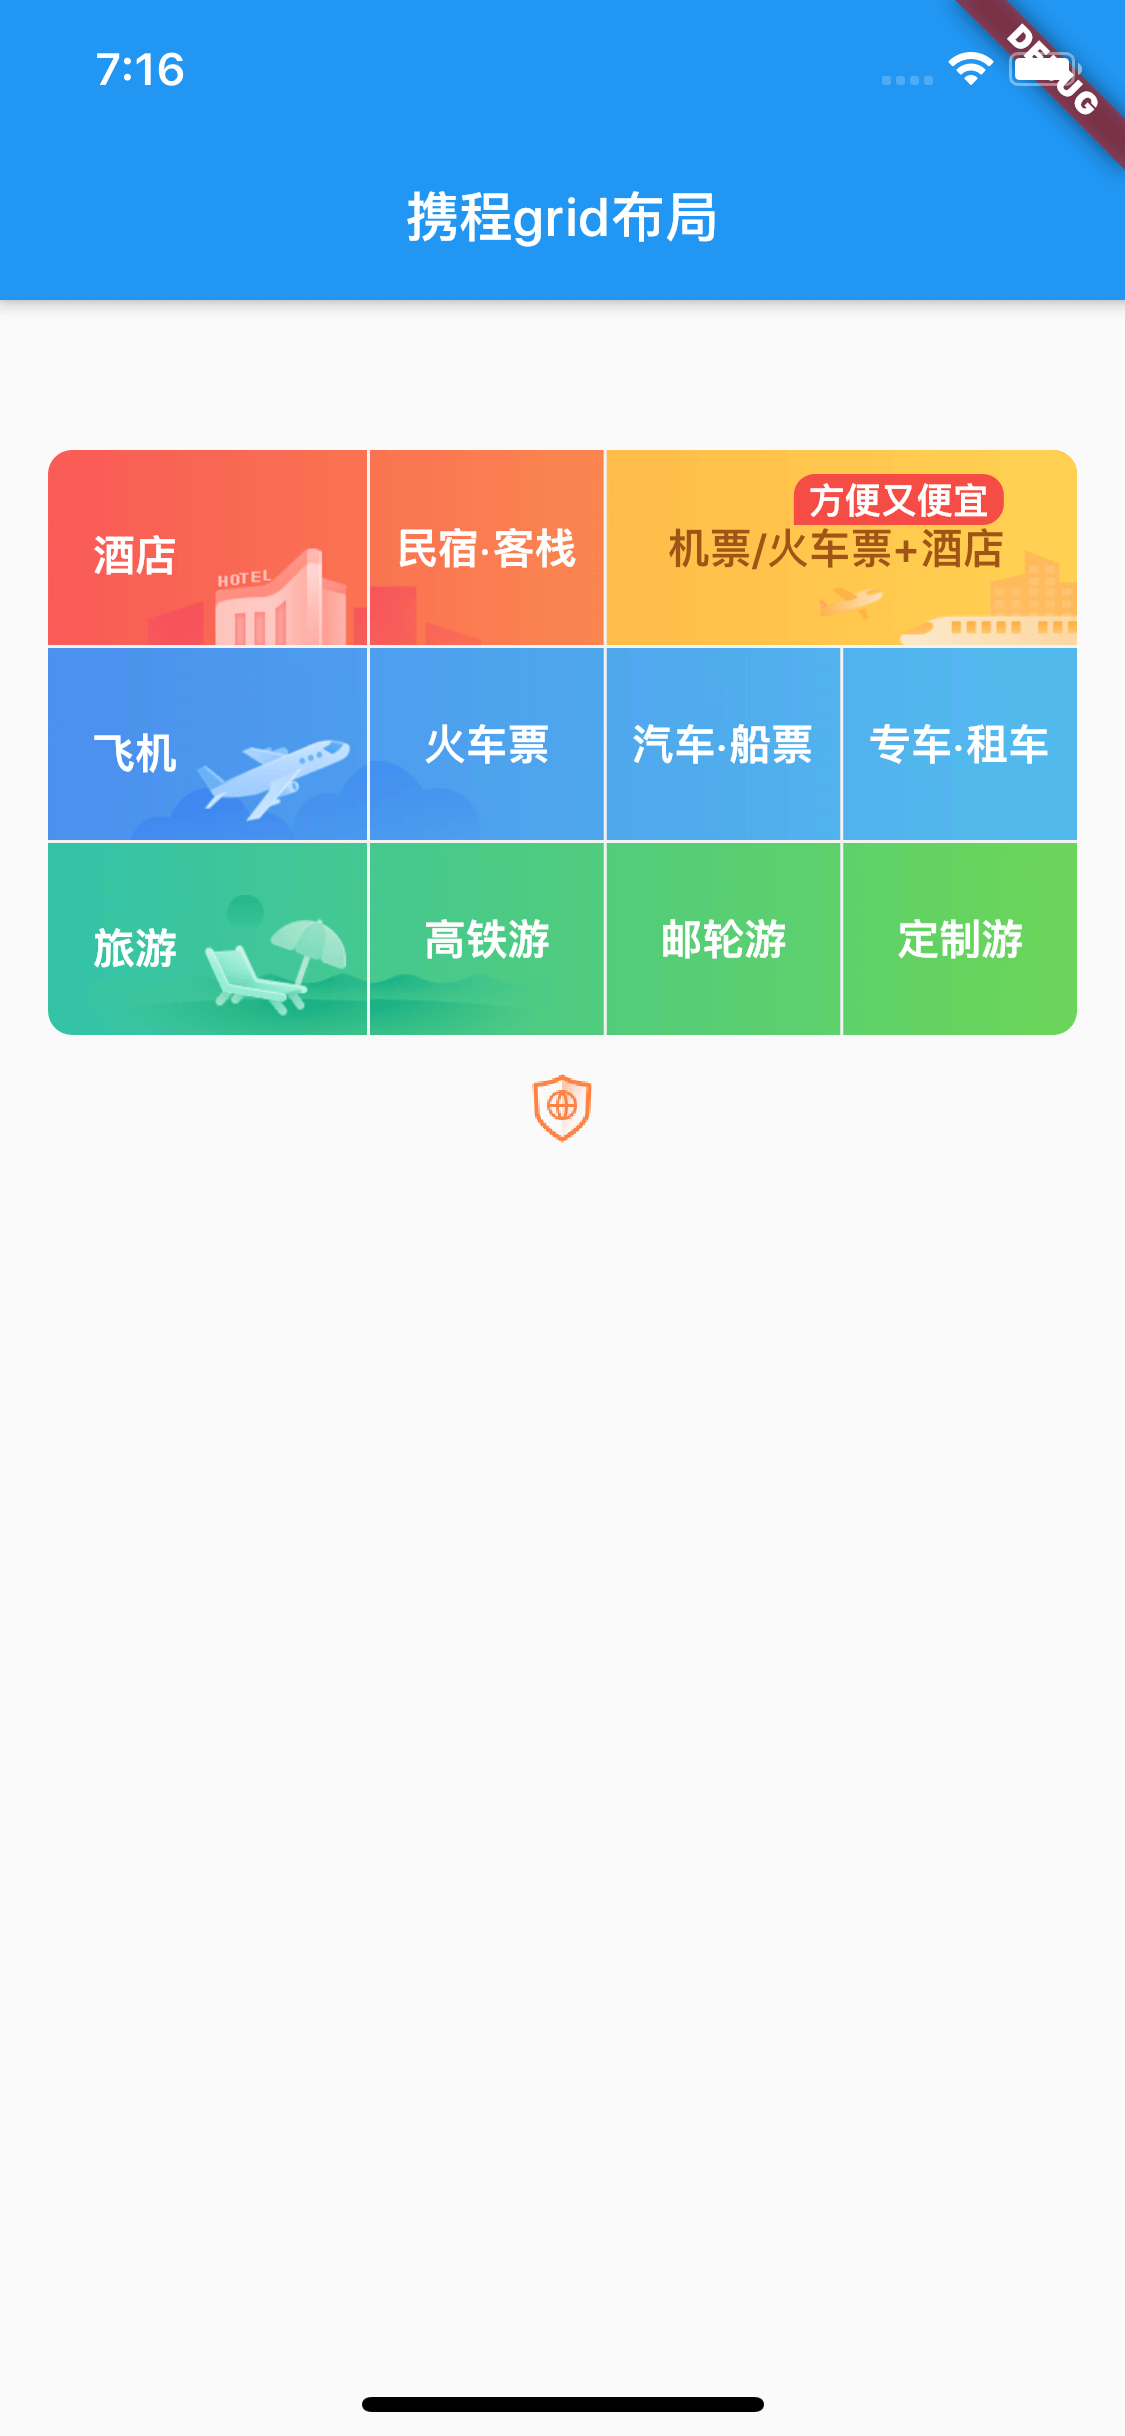 7:16
DEBUG
携程grid布局
方便又便宜
酒店
HOTEL
民宿·客栈
机票/火车票+酒店
飞机
火车票
汽车·船票
专车·租车
旅游
高铁游
邮轮游
定制游